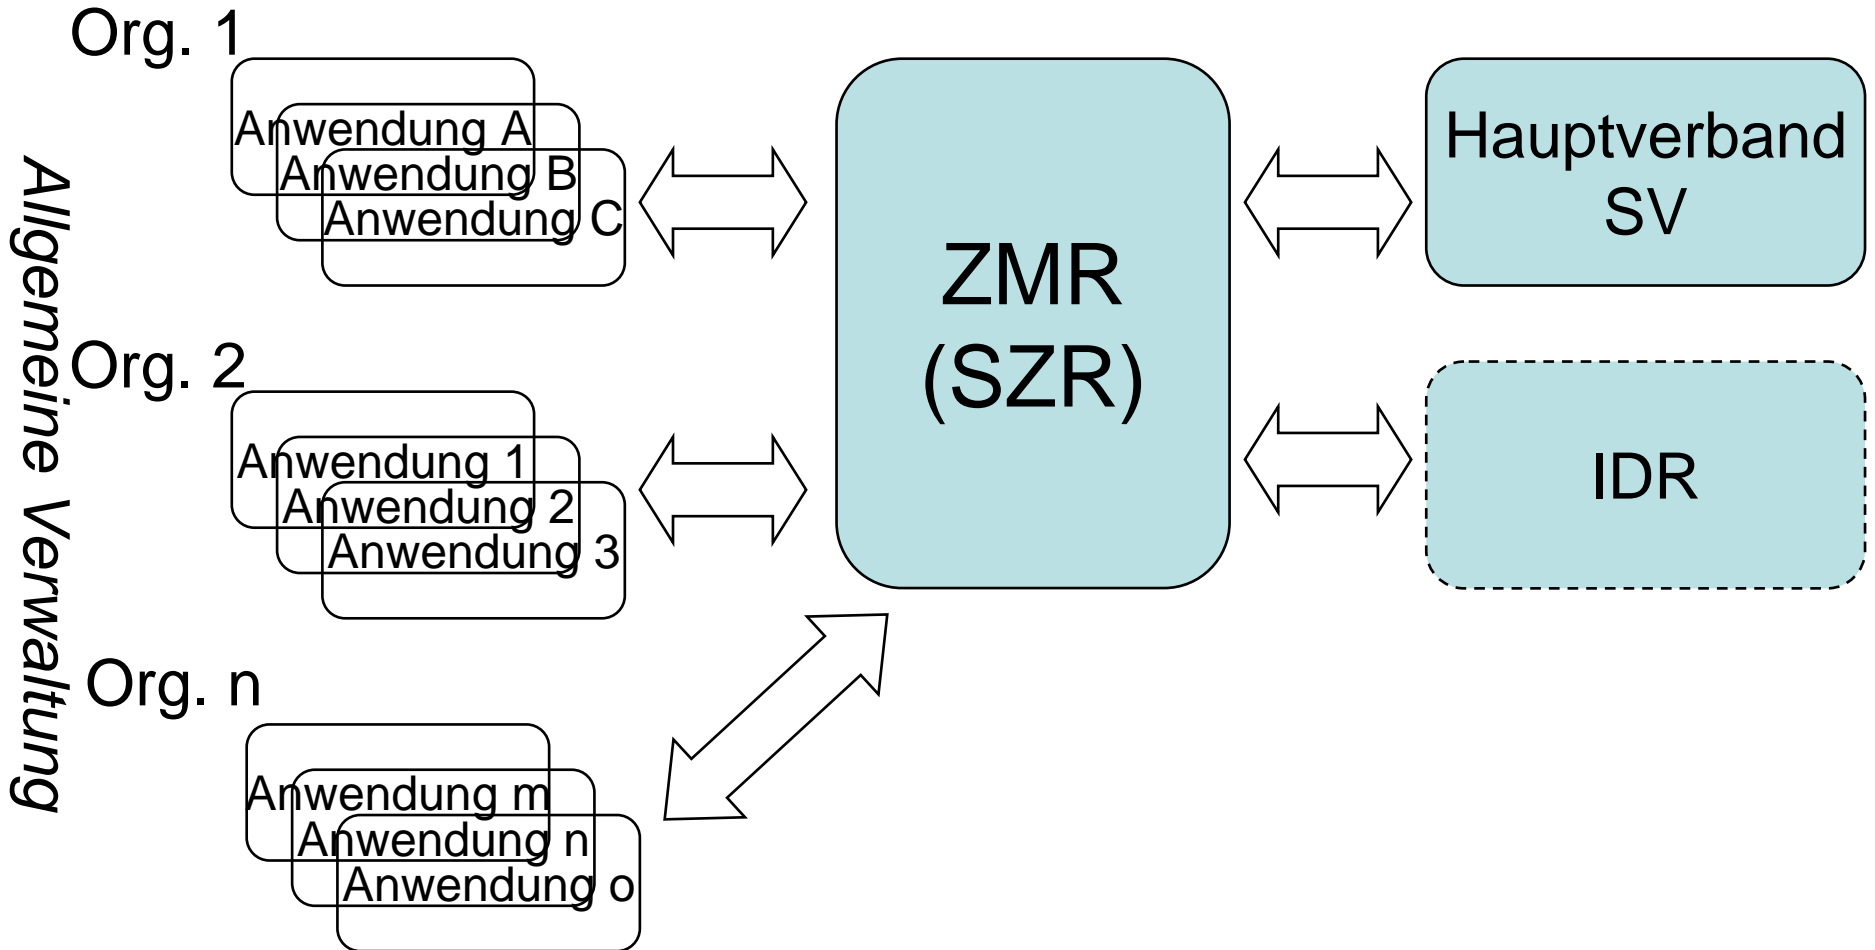 Allgemeine Verwaltung
Org. 1
Anwendung A
Anwendung B
Anwendung C
Org. 2
Anwendung 1
Anwendung 2
Anwendung 3
Org. n
Anwendung m
Anwendung n
Anwendung o
ZMR
(SZR)
Hauptverband
SV
IDR